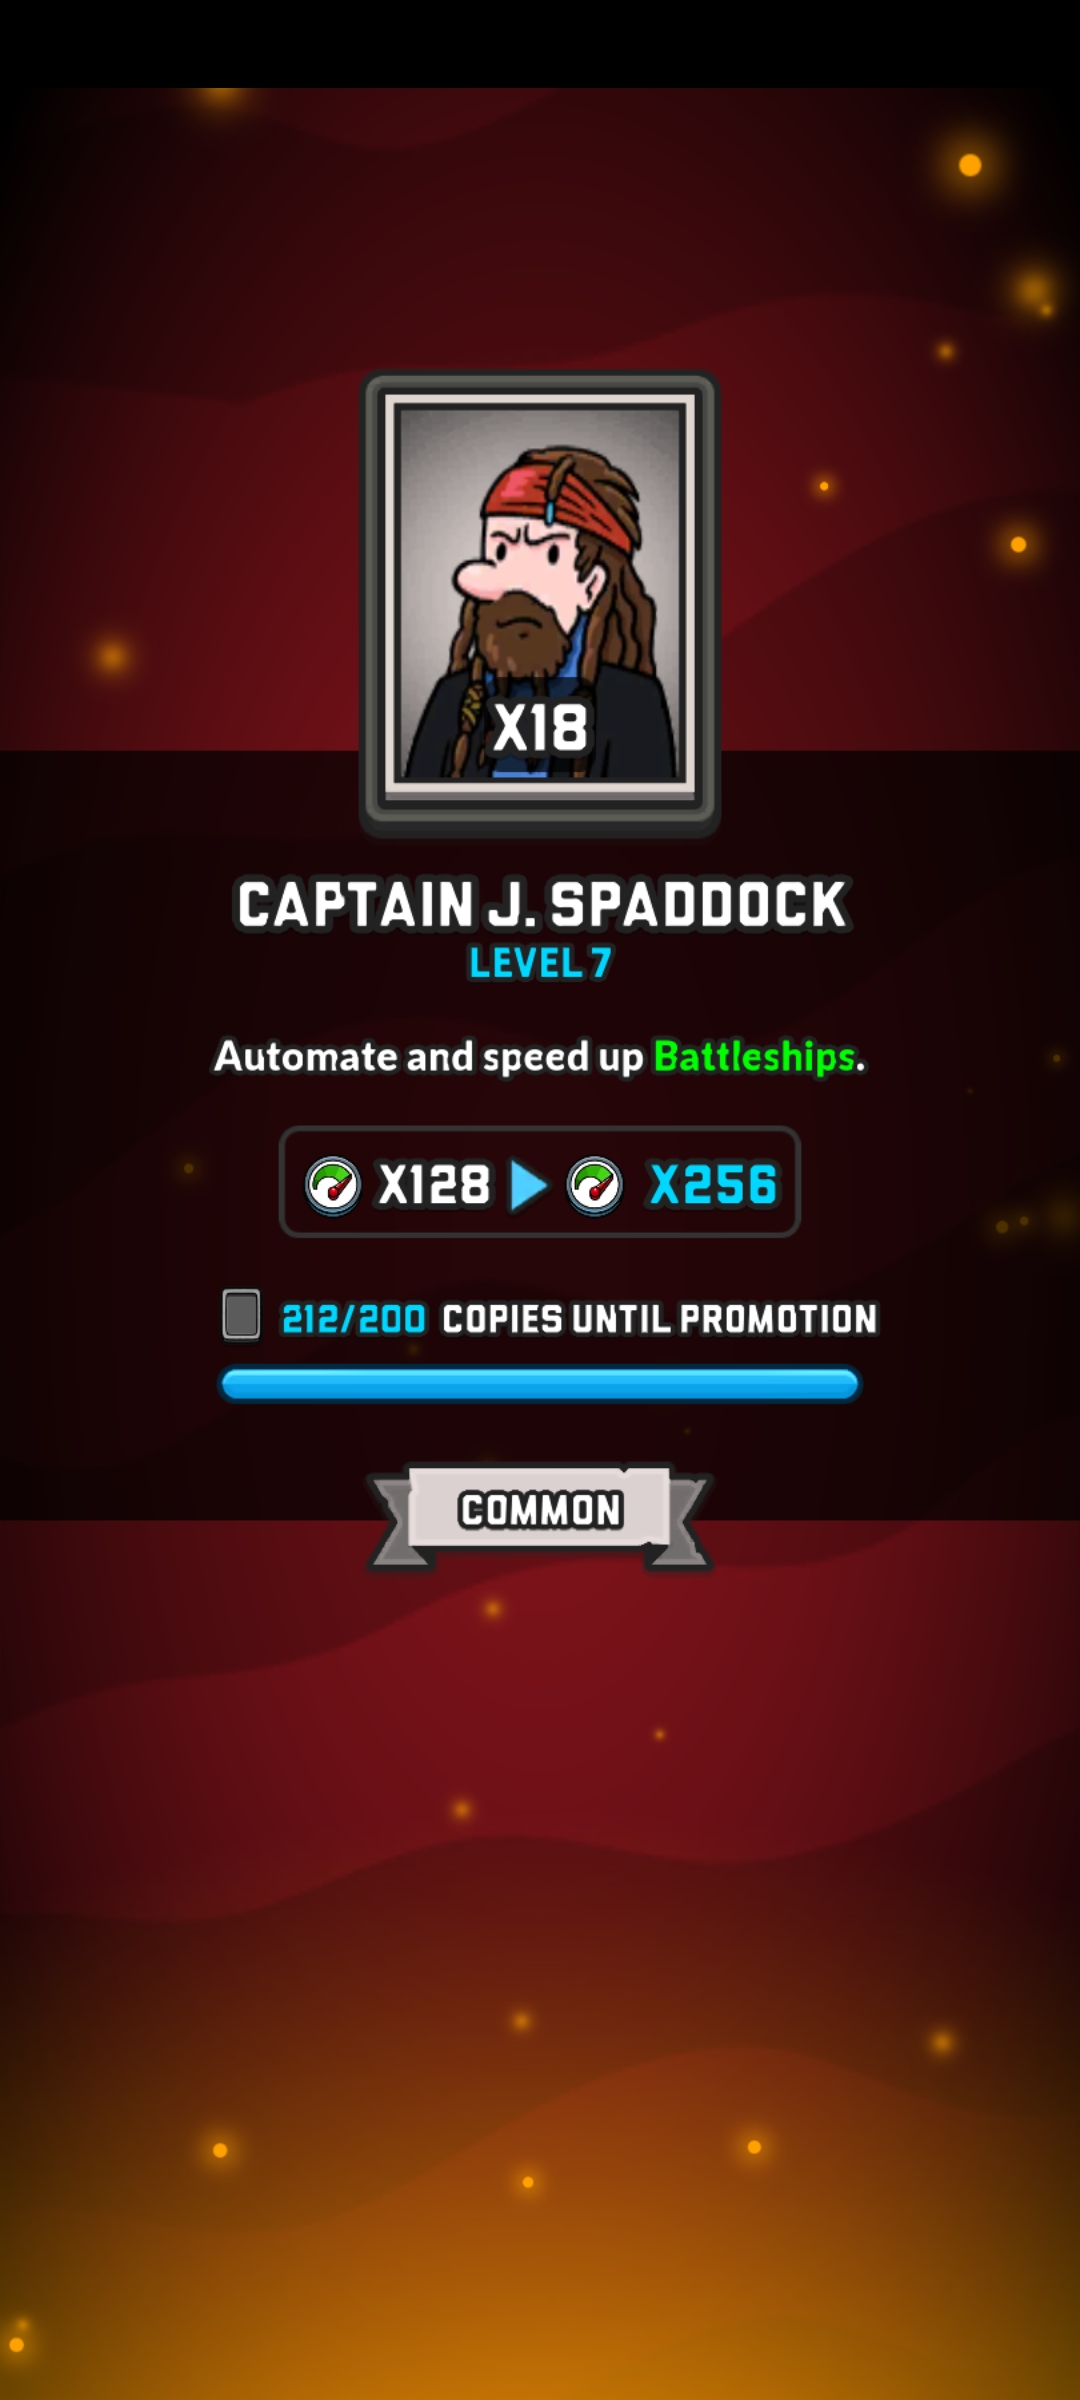 X18
CAPTAIN J. SPADDOCK
LEVEL 7
Automate and speed up Battleships.
X128 X256
212/200 COPIES UNTIL PROMOTION
COMMON